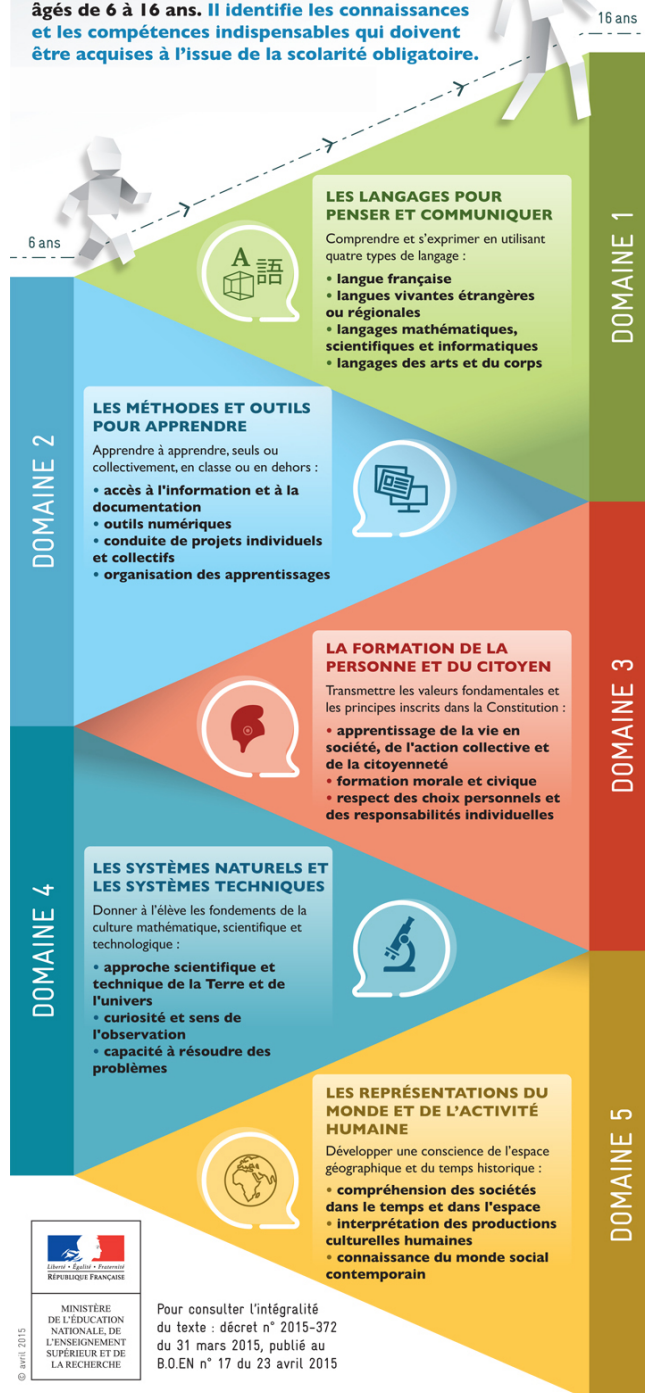 âgés de 6 à 16 ans. Il identifie les connaissances
et les compétences indispensables qui doivent
être acquises à l'issue de la scolarité obligatoire.
16 ans
6 ans
DOMAINE 1
LES LANGAGES POUR
PENSER ET COMMUNIQUER
Comprendre et s'exprimer en utilisant
quatre types de langage :
• langue française
• langues vivantes étrangères
ou régionales
• langages mathématiques,
scientifiques et informatiques
• langages des arts et du corps
A 語
DOMAINE 2
LES MÉTHODES ET OUTILS
POUR APPRENDRE
Apprendre à apprendre, seuls ou
collectivement, en classe ou en dehors :
• accès à l'information et à la
documentation
• outils numériques
• conduite de projets individuels
et collectifs
• organisation des apprentissages
DOMAINE 3
LA FORMATION DE LA
PERSONNE ET DU CITOYEN
Transmettre les valeurs fondamentales et
les principes inscrits dans la Constitution :
• apprentissage de la vie en
société, de l'action collective et
de la citoyenneté
• formation morale et civique
• respect des choix personnels et
des responsabilités individuelles
DOMAINE 4
LES SYSTÈMES NATURELS ET
LES SYSTÈMES TECHNIQUES
Donner à l'élève les fondements de la
culture mathématique, scientifique et
technologique :
• approche scientifique et
technique de la Terre et de
l'univers
• curiosité et sens de
l'observation
• capacité à résoudre des
problèmes
DOMAINE 5
LES REPRÉSENTATIONS DU
MONDE ET DE L'ACTIVITÉ
HUMAINE
Développer une conscience de l'espace
géographique et du temps historique :
• compréhension des sociétés
dans le temps et dans l'espace
• interprétation des productions
culturelles humaines
• connaissance du monde social
contemporain
Liberté • Égalité • Fraternité
RÉPUBLIQUE FRANÇAISE
MINISTÈRE
DE L'ÉDUCATION
NATIONALE, DE
L'ENSEIGNEMENT
SUPÉRIEUR ET DE
LA RECHERCHE
© avril 2015
Pour consulter l'intégralité
du texte : décret n° 2015-372
du 31 mars 2015, publié au
B.O.EN n° 17 du 23 avril 2015